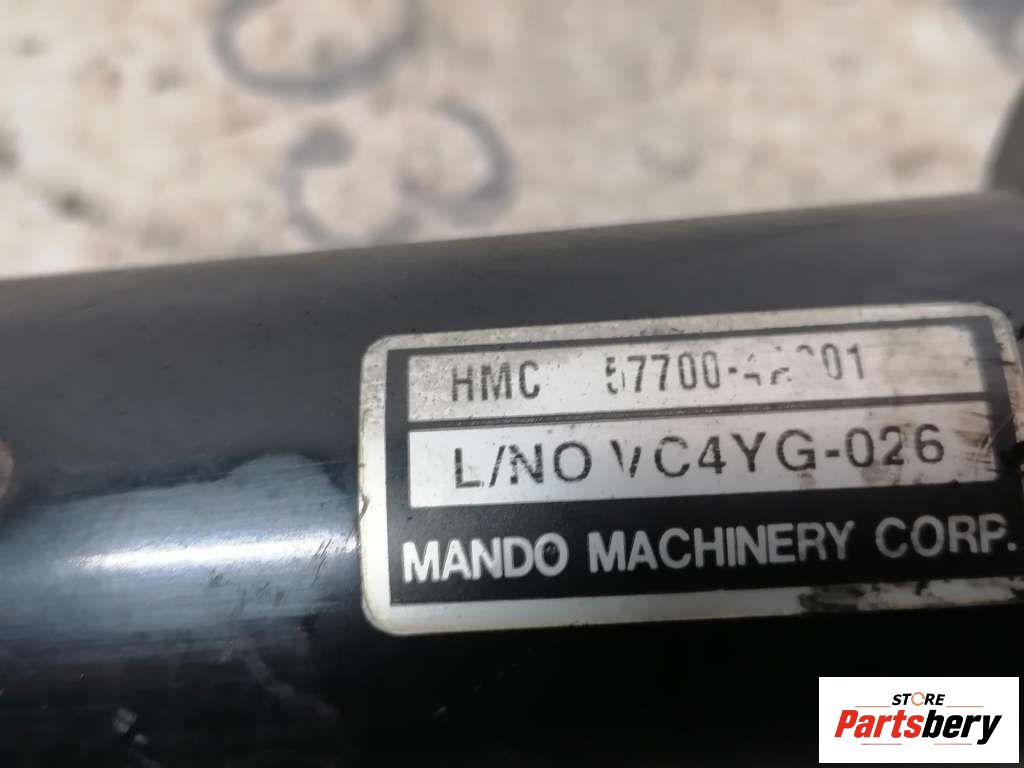 HMC
L/NO VC4YG-026
MANDO MACHINERY CORP.
STORE
Partsbery